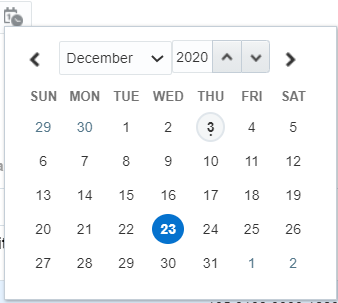 December 2020
SUN MON TUE WED THU FRI SAT
29 30 1 2 3 4 5
6 7 8 9 10 11 12
13 14 15 16 17 18 19
20 21 22 23 24 25 26
27 28 29 30 31 1 2